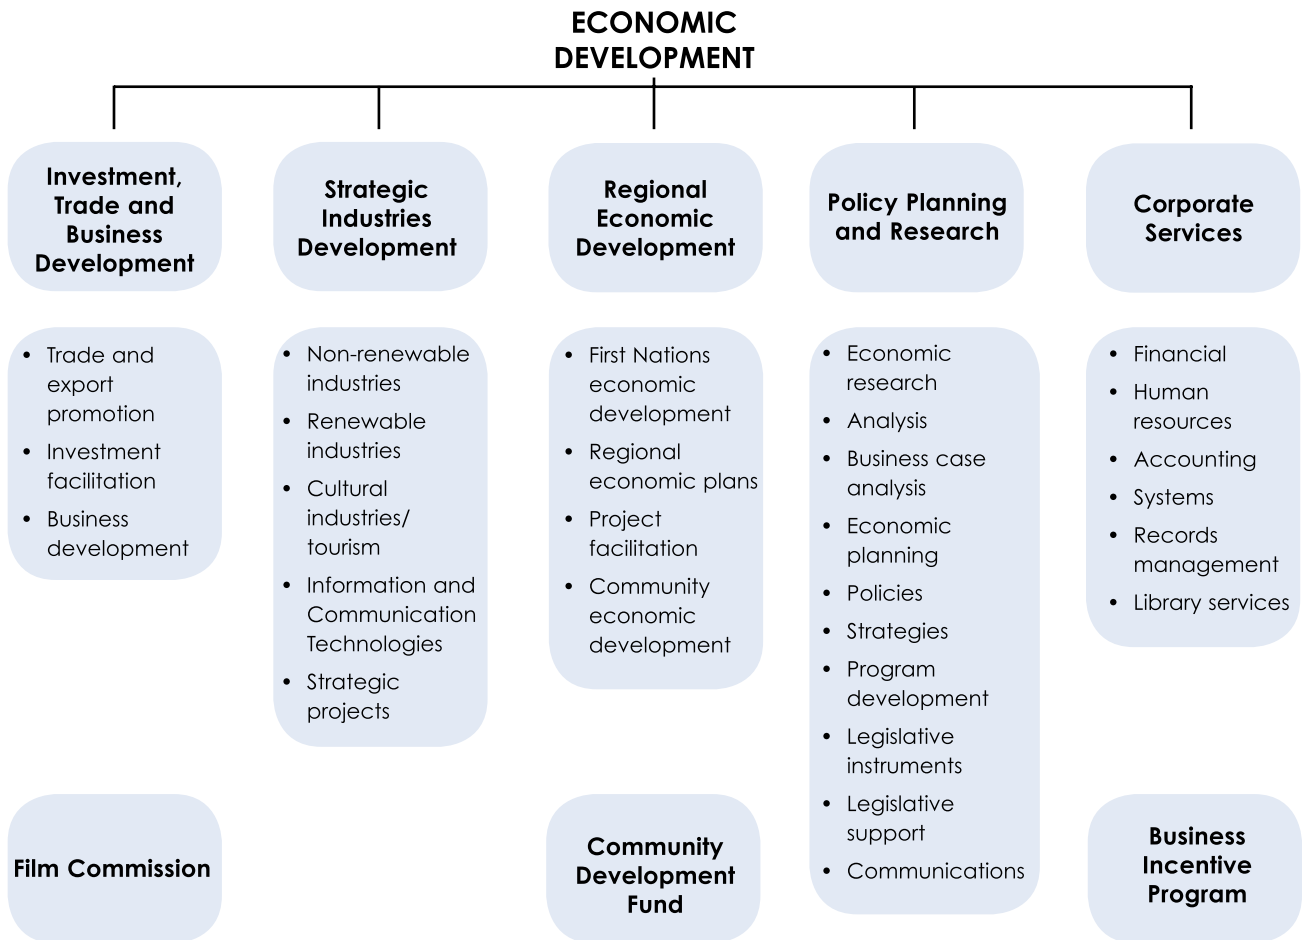 ECONOMIC
DEVELOPMENT
Investment,
Trade and
Business
Development
Strategic
Industries
Development
Regional
Economic
Development
Policy Planning
and Research
Corporate
Services
• Trade and
export
promotion
• Investment
facilitation
• Business
development
• Non-renewable
industries
• Renewable
industries
• Cultural
industries/
tourism
• Information and
Communication
Technologies
• Strategic
projects
• First Nations
economic
development
• Regional
economic plans
• Project
facilitation
• Community
economic
development
• Economic
research
• Analysis
• Business case
analysis
• Economic
planning
• Policies
• Strategies
• Program
development
• Legislative
instruments
• Legislative
support
• Communications
• Financial
• Human
resources
• Accounting
• Systems
• Records
management
• Library services
Film Commission
Community
Development
Fund
Business
Incentive
Program